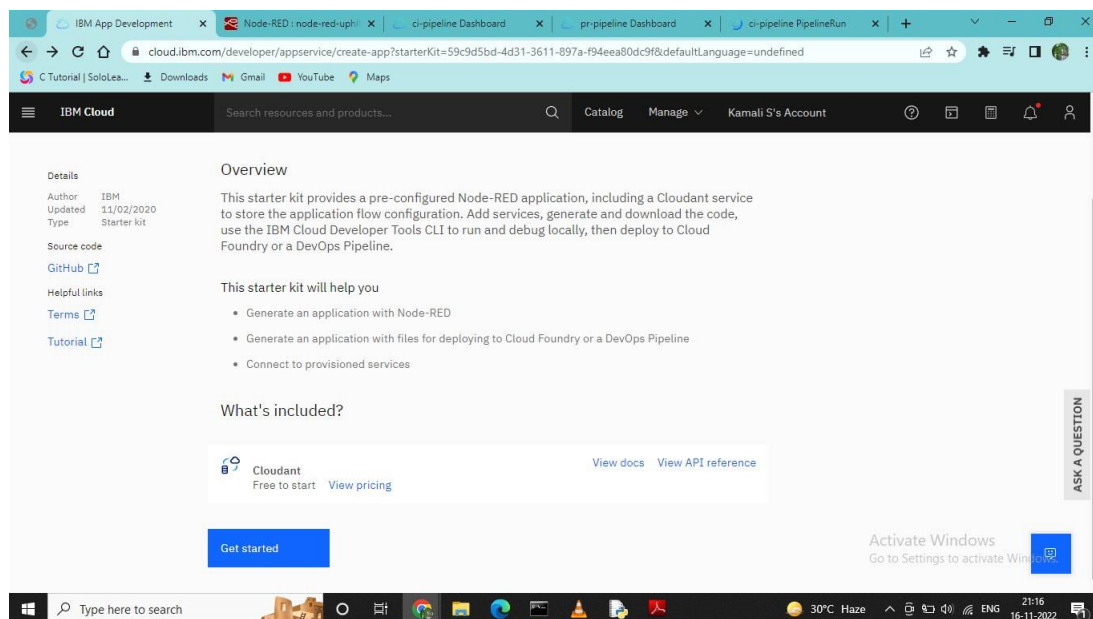 IBM App Development
Node-RED : node-red-uphl
ci-pipeline Dashboard
pr-pipeline Dashboard
ci-pipeline PipelineRun
cloud.ibm.com/developer/appservice/create-app?starterKit=59c9d5bd-4d31-3611-897a-f94eea80dc9f&defaultLanguage=undefined
C Tutorial | SoloLea...
Downloads
Gmail
YouTube
Maps
IBM Cloud
Search resources and products...
Catalog
Manage
Kamali S's Account
Details
Author IBM
Updated 11/02/2020
Type Starter kit
Source code
GitHub
Helpful links
Terms
Tutorial
Overview
This starter kit provides a pre-configured Node-RED application, including a Cloudant service
to store the application flow configuration. Add services, generate and download the code,
use the IBM Cloud Developer Tools CLI to run and debug locally, then deploy to Cloud
Foundry or a DevOps Pipeline.
This starter kit will help you
• Generate an application with Node-RED
• Generate an application with files for deploying to Cloud Foundry or a DevOps Pipeline
• Connect to provisioned services
What's included?
Cloudant
Free to start View pricing
View docs View API reference
Get started
ASK A QUESTION
Activate Windows
Go to Settings to activate Windows.
Type here to search
30°C Haze
ENG
21:16
16-11-2022